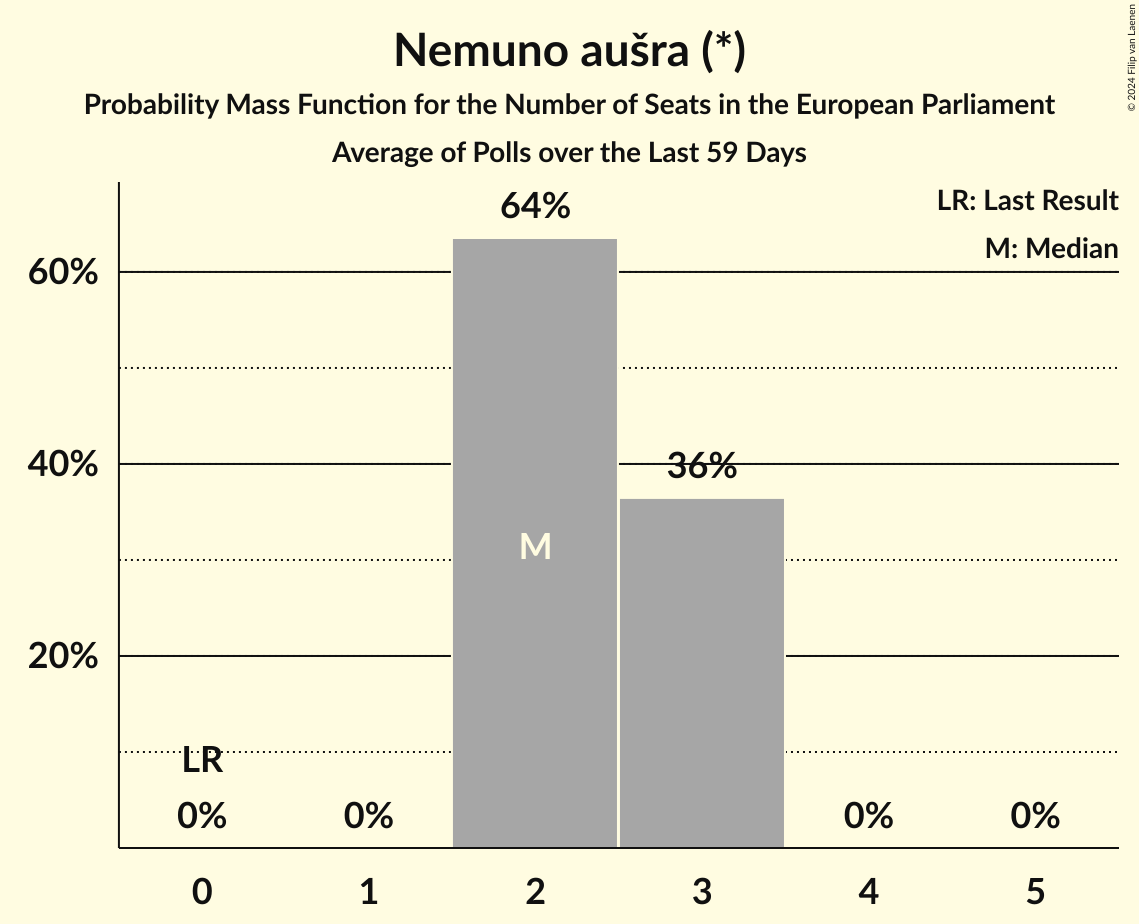 Nemuno aušra (*)
Probability Mass Function for the Number of Seats in the European Parliament
Average of Polls over the Last 59 Days
© 2024 Filip van Laenen
LR: Last Result
M: Median
64%
60%
40%
36%
M
20%
LR
0% 0% 0% 0%
0 1 2 3 4 5